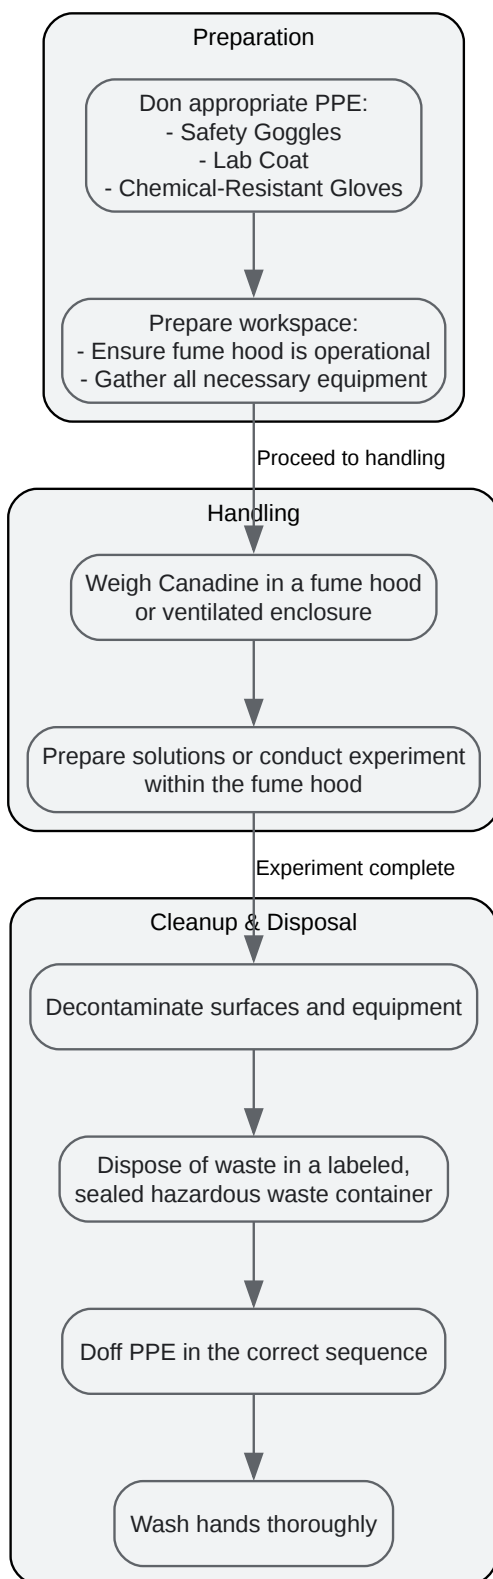 Preparation
Don appropriate PPE:
- Safety Goggles
- Lab Coat
- Chemical-Resistant Gloves
Prepare workspace:
- Ensure fume hood is operational
- Gather all necessary equipment
Proceed to handling
Handling
Weigh Canadine in a fume hood
or ventilated enclosure
Prepare solutions or conduct experiment
within the fume hood
Experiment complete
Cleanup & Disposal
Decontaminate surfaces and equipment
Dispose of waste in a labeled,
sealed hazardous waste container
Doff PPE in the correct sequence
Wash hands thoroughly